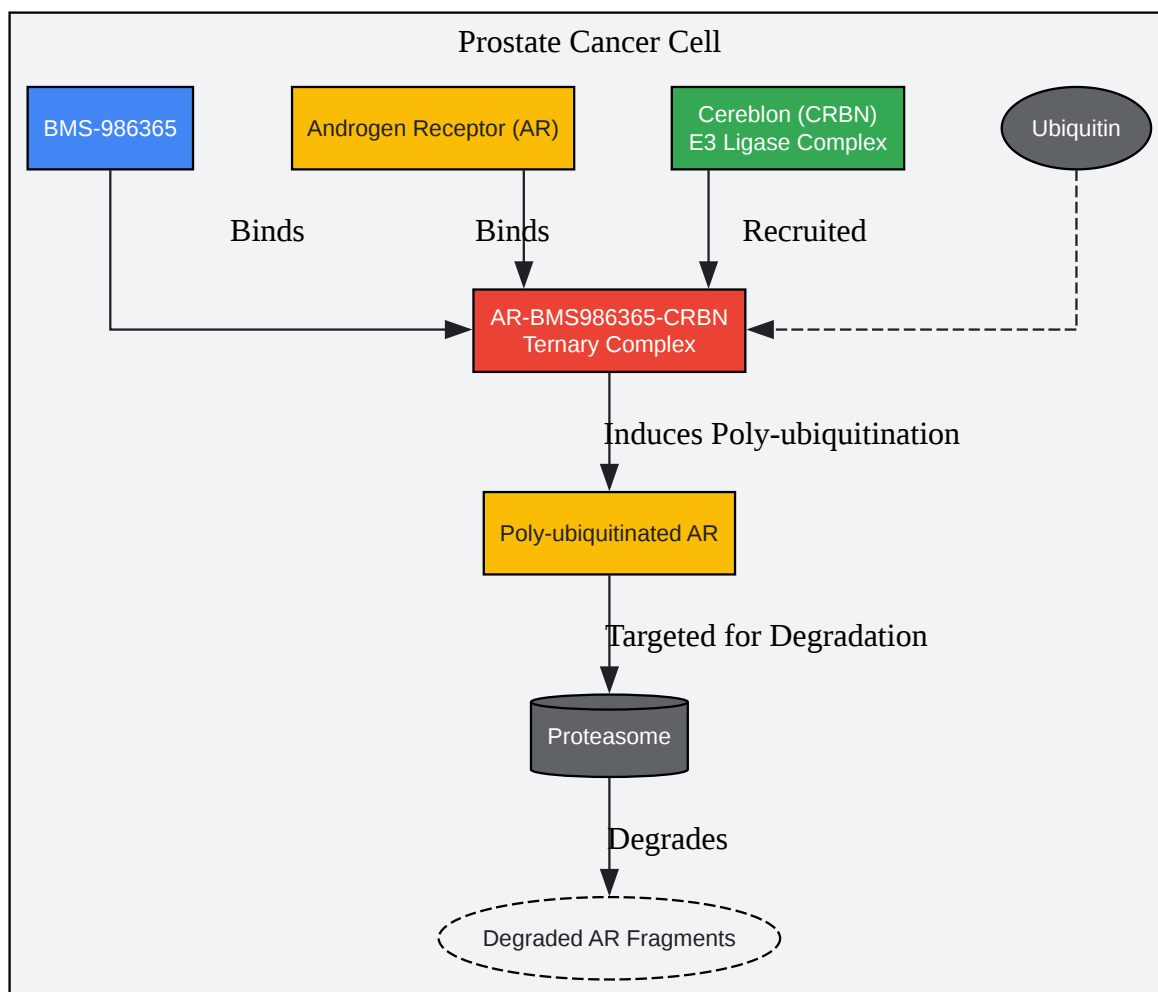 Prostate Cancer Cell
BMS-986365
Androgen Receptor (AR)
Cereblon (CRBN)
E3 Ligase Complex
Ubiquitin
Binds
Binds
Recruited
AR-BMS986365-CRBN
Ternary Complex
Induces Poly-ubiquitination
Poly-ubiquitinated AR
Targeted for Degradation
Proteasome
Degrades
Degraded AR Fragments